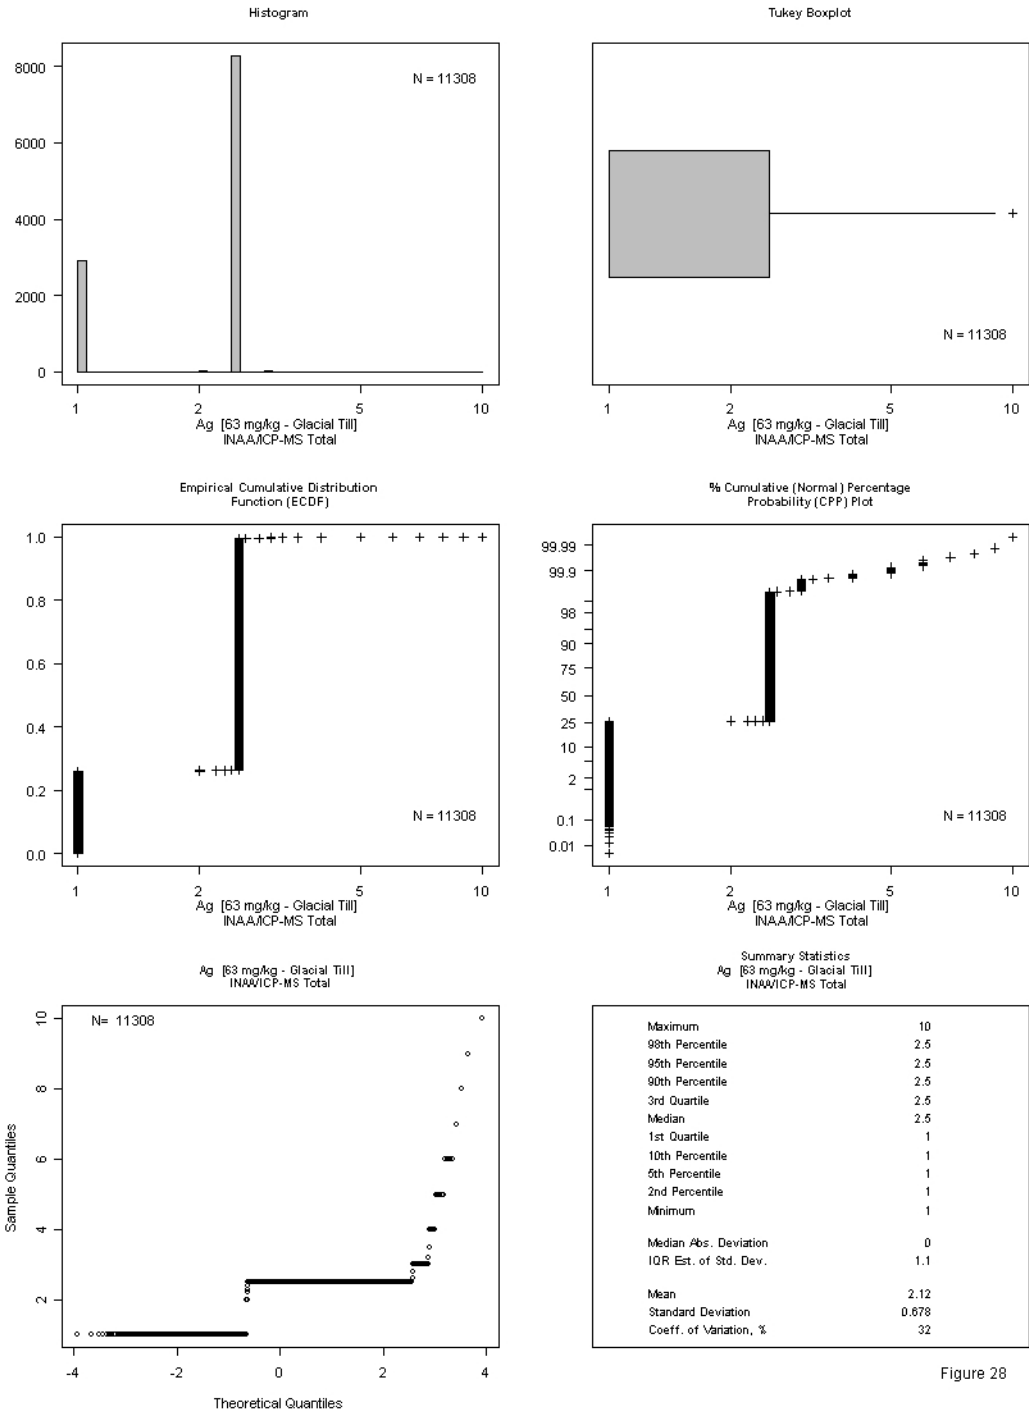 Histogram
N = 11308
8000
6000
4000
2000
0
1 2 5 10
Ag [63 mg/kg - Glacial Till]
INAA/ICP-MS Total
Tukey Boxplot
N = 11308
1 2 5 10
Ag [63 mg/kg - Glacial Till]
INAA/ICP-MS Total
Empirical Cumulative Distribution
Function (ECDF)
1.0
0.8
0.6
0.4
0.2
0.0
N = 11308
1 2 5 10
Ag [63 mg/kg - Glacial Till]
INAA/ICP-MS Total
% Cumulative (Normal) Percentage
Probability (CPP) Plot
99.99
99.9
98
90
75
50
25
10
2
0.1
0.01
N = 11308
1 2 5 10
Ag [63 mg/kg - Glacial Till]
INAA/ICP-MS Total
Ag [63 mg/kg - Glacial Till]
INAA/ICP-MS Total
N= 11308
Sample Quantiles
10
8
6
4
2
-4 -2 0 2 4
Theoretical Quantiles
Summary Statistics
Ag [63 mg/kg - Glacial Till]
INAA/ICP-MS Total
Maximum 10
98th Percentile 2.5
95th Percentile 2.5
90th Percentile 2.5
3rd Quartile 2.5
Median 2.5
1st Quartile 1
10th Percentile 1
5th Percentile 1
2nd Percentile 1
Minimum 1
Median Abs. Deviation 0
IQR Est. of Std. Dev. 1.1
Mean 2.12
Standard Deviation 0.678
Coeff. of Variation, % 32
Figure 28